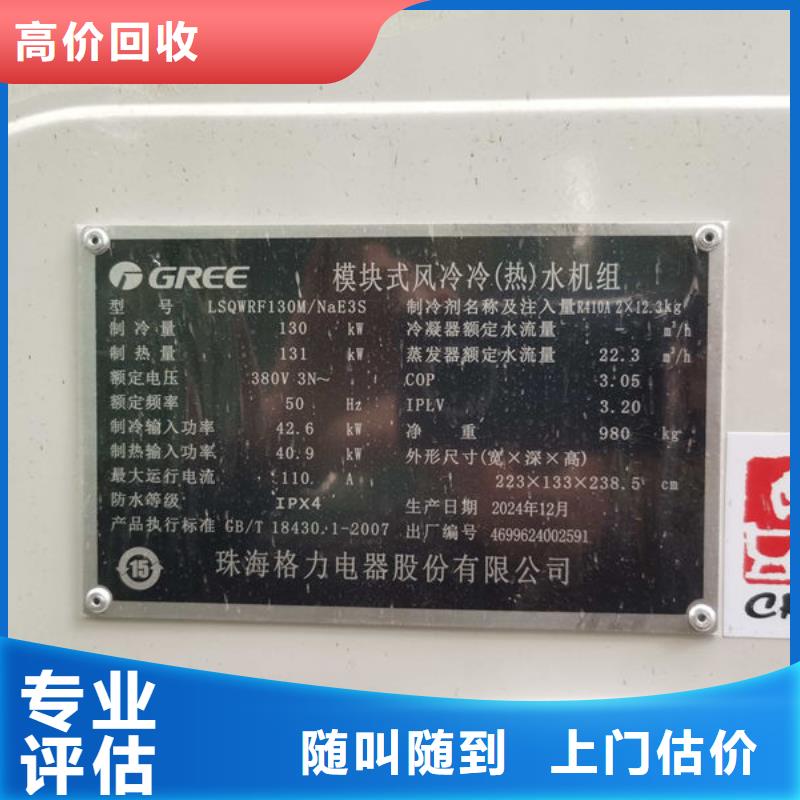 高价回收
GREE 模块式风冷冷(热)水机组
型 号 LSQWRF130M/NaE3S 制冷剂名称及注入量R410A 2×12.3kg
制冷量 130 kW 冷凝器额定水流量 - m³/h
制热量 131 kW 蒸发器额定水流量 22.3 m³/h
额定电压 380V 3N~ COP 3.05
额定频率 50 Hz IPLV 3.20
制冷输入功率 42.6 kW 净 重 980 kg
制热输入功率 40.9 kW 外形尺寸(宽×深×高)
最大运行电流 110 A 223×133×238.5 cm
防水等级 IPX4 生产日期 2024年12月
产品执行标准 GB/T 18430.1-2007 出厂编号 4699624002591
15 珠海格力电器股份有限公司
专业
评估
随叫随到 上门估价